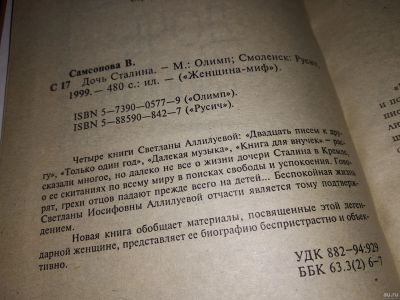 Самсонова В.
С 17 Дочь Сталина. — М.: Олимп; Смоленск: Русич,
1999.— 480 с.: ил. — («Женщина-миф»).
ISBN 5—7390—0577—9 («Олимп»).
ISBN 5—88590—842—7 («Русич»).
Четыре книги Светланы Аллилуевой: «Двадцать писем к дру-
гу», «Только один год», «Далекая музыка», «Книга для внучек»— рас-
сказали многое, но далеко не все о жизни дочери Сталина в Кремле,
о ее скитаниях по всему миру в поисках свободы и успокоения. Гово-
рят, грехи отцов падают прежде всего на детей... Беспокойная жизнь
Светланы Иосифовны Аллилуевой отчасти является тому подтверж-
дением.
Новая книга обобщает материалы, посвященные этой леген-
дарной женщине, представляет ее биографию беспристрастно и объек-
тивно.
УДК 882-94:929
ББК 63.3(2) 6-7
au.ru